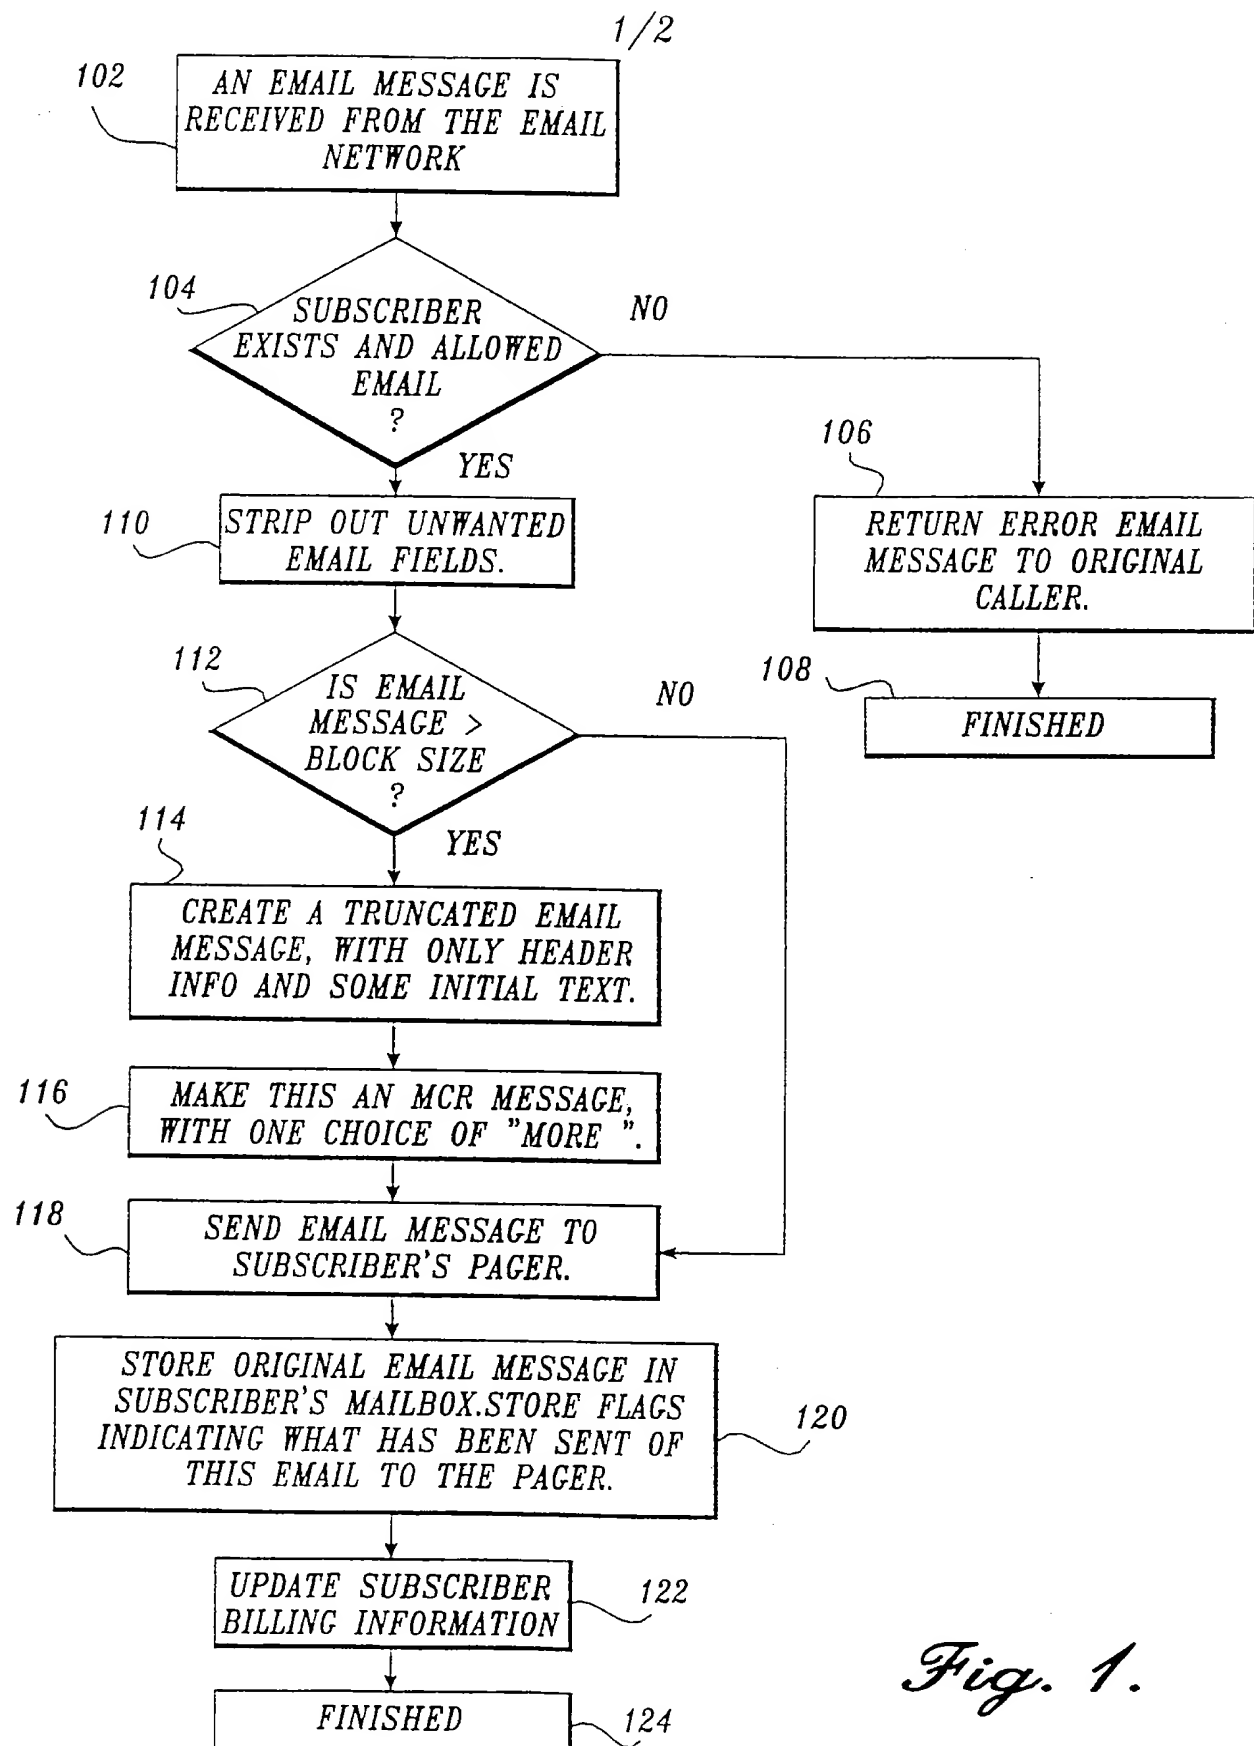 1/2
102
AN EMAIL MESSAGE IS
RECEIVED FROM THE EMAIL
NETWORK
104
SUBSCRIBER
EXISTS AND ALLOWED
EMAIL
?
NO
YES
106
RETURN ERROR EMAIL
MESSAGE TO ORIGINAL
CALLER.
108
FINISHED
110
STRIP OUT UNWANTED
EMAIL FIELDS.
112
IS EMAIL
MESSAGE >
BLOCK SIZE
?
NO
YES
114
CREATE A TRUNCATED EMAIL
MESSAGE, WITH ONLY HEADER
INFO AND SOME INITIAL TEXT.
116
MAKE THIS AN MCR MESSAGE,
WITH ONE CHOICE OF "MORE ".
118
SEND EMAIL MESSAGE TO
SUBSCRIBER'S PAGER.
STORE ORIGINAL EMAIL MESSAGE IN
SUBSCRIBER'S MAILBOX.STORE FLAGS
INDICATING WHAT HAS BEEN SENT OF
THIS EMAIL TO THE PAGER.
120
UPDATE SUBSCRIBER
BILLING INFORMATION
122
FINISHED
124
Fig. 1.